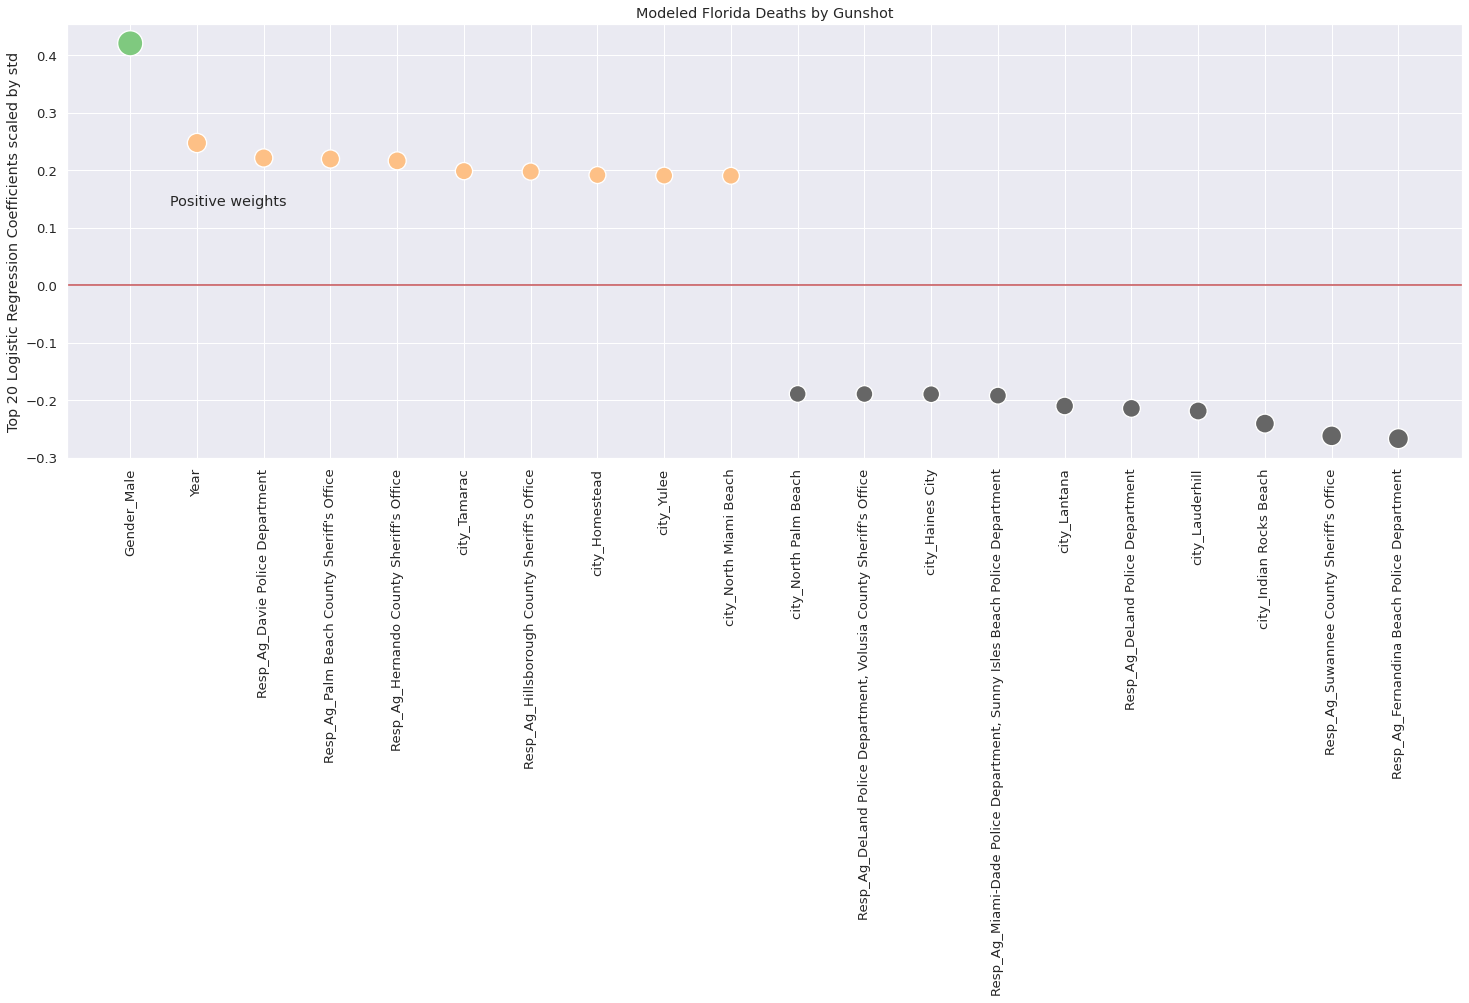 Modeled Florida Deaths by Gunshot
Top 20 Logistic Regression Coefficients scaled by std
0.4
0.3
0.2
0.1
0.0
−0.1
−0.2
−0.3
Positive weights
Gender_Male
Year
Resp_Ag_Davie Police Department
Resp_Ag_Palm Beach County Sheriff's Office
Resp_Ag_Hernando County Sheriff's Office
city_Tamarac
Resp_Ag_Hillsborough County Sheriff's Office
city_Homestead
city_Yulee
city_North Miami Beach
city_North Palm Beach
Resp_Ag_DeLand Police Department, Volusia County Sheriff's Office
city_Haines City
Resp_Ag_Miami-Dade Police Department, Sunny Isles Beach Police Department
city_Lantana
Resp_Ag_DeLand Police Department
city_Lauderhill
city_Indian Rocks Beach
Resp_Ag_Suwannee County Sheriff's Office
Resp_Ag_Fernandina Beach Police Department